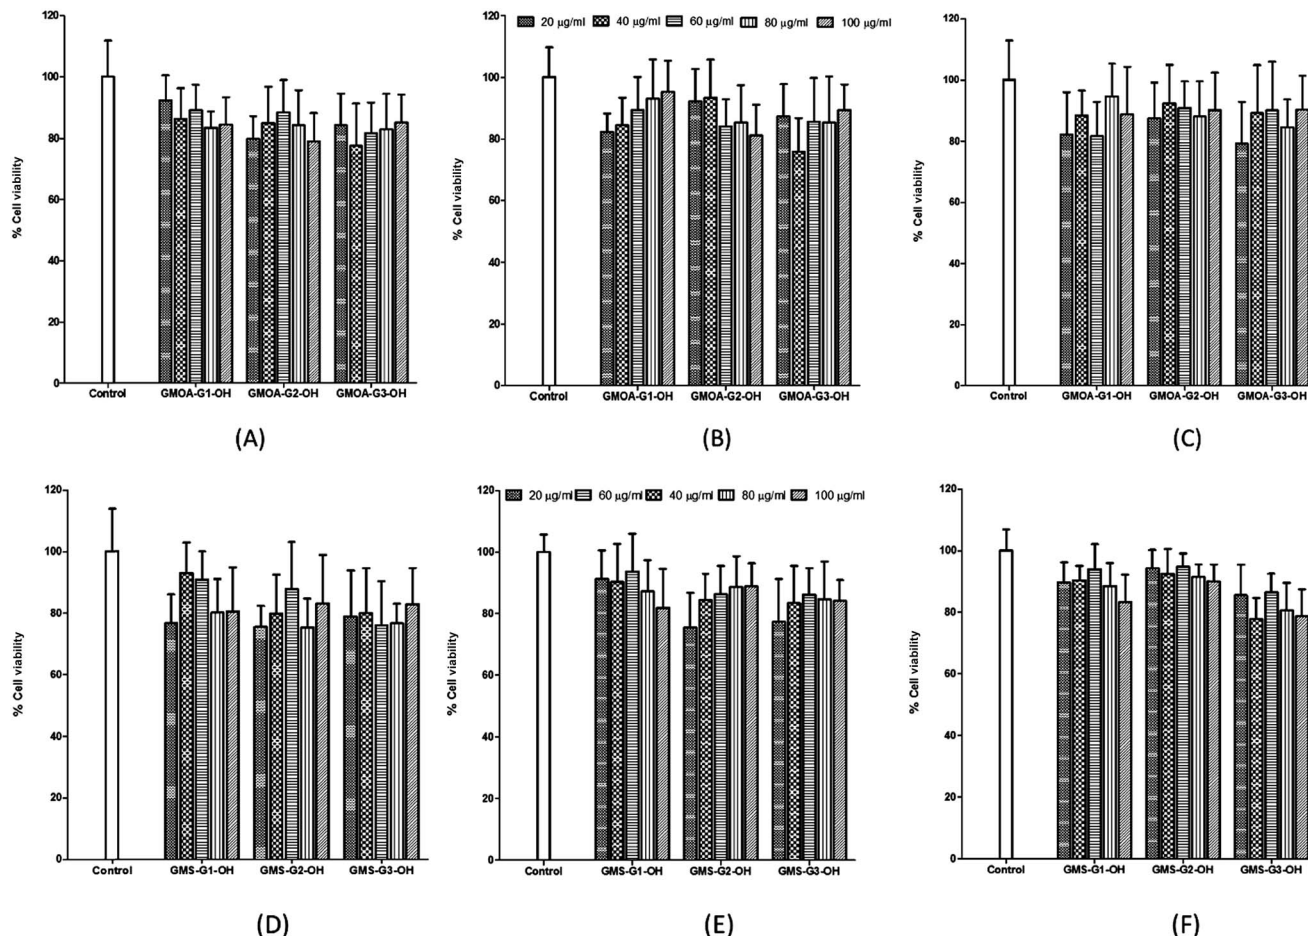 120
100
80
60
40
20
0
% Cell viability
Control
GMOA-G1-OH
GMOA-G2-OH
GMOA-G3-OH
(A)
20 µg/ml 40 µg/ml 60 µg/ml 80 µg/ml 100 µg/ml
120
100
80
60
40
20
0
% Cell viability
Control
GMOA-G1-OH
GMOA-G2-OH
GMOA-G3-OH
(B)
120
100
80
60
40
20
0
% Cell viability
Control
GMOA-G1-OH
GMOA-G2-OH
GMOA-G3-OH
(C)
120
100
80
60
40
20
0
% Cell viability
Control
GMS-G1-OH
GMS-G2-OH
GMS-G3-OH
(D)
20 µg/ml 60 µg/ml 40 µg/ml 80 µg/ml 100 µg/ml
120
100
80
60
40
20
0
% Cell viability
Control
GMS-G1-OH
GMS-G2-OH
GMS-G3-OH
(E)
120
100
80
60
40
20
0
% Cell viability
Control
GMS-G1-OH
GMS-G2-OH
GMS-G3-OH
(F)